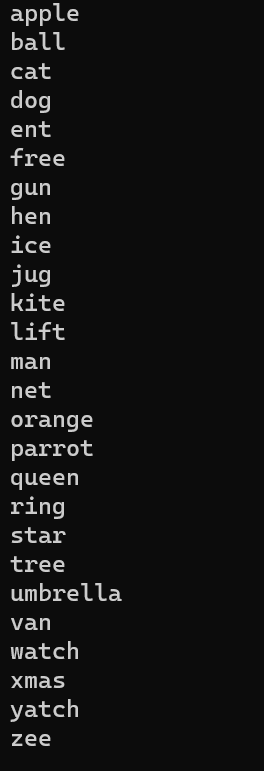 apple
ball
cat
dog
ent
free
gun
hen
ice
jug
kite
lift
man
net
orange
parrot
queen
ring
star
tree
umbrella
van
watch
xmas
yatch
zee